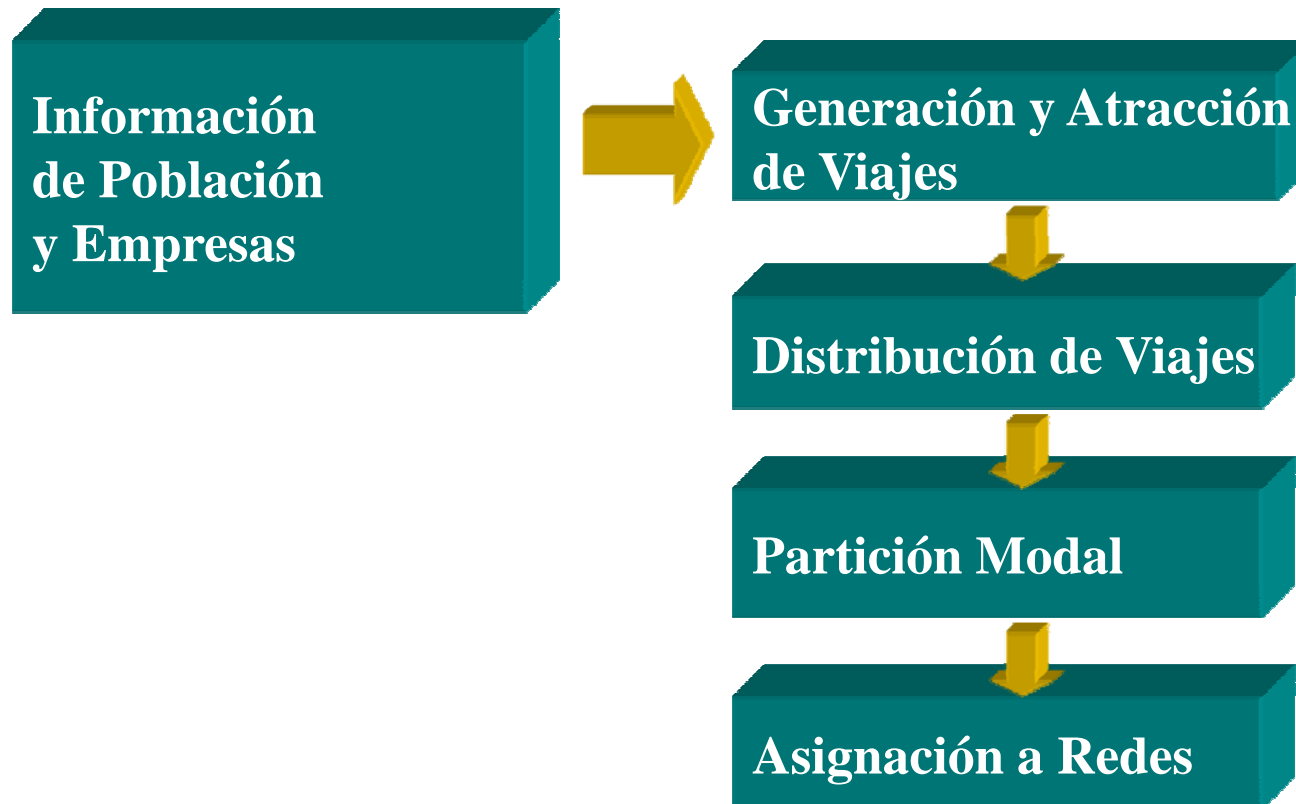 Información
de Población
y Empresas
Generación y Atracción
de Viajes
Distribución de Viajes
Partición Modal
Asignación a Redes